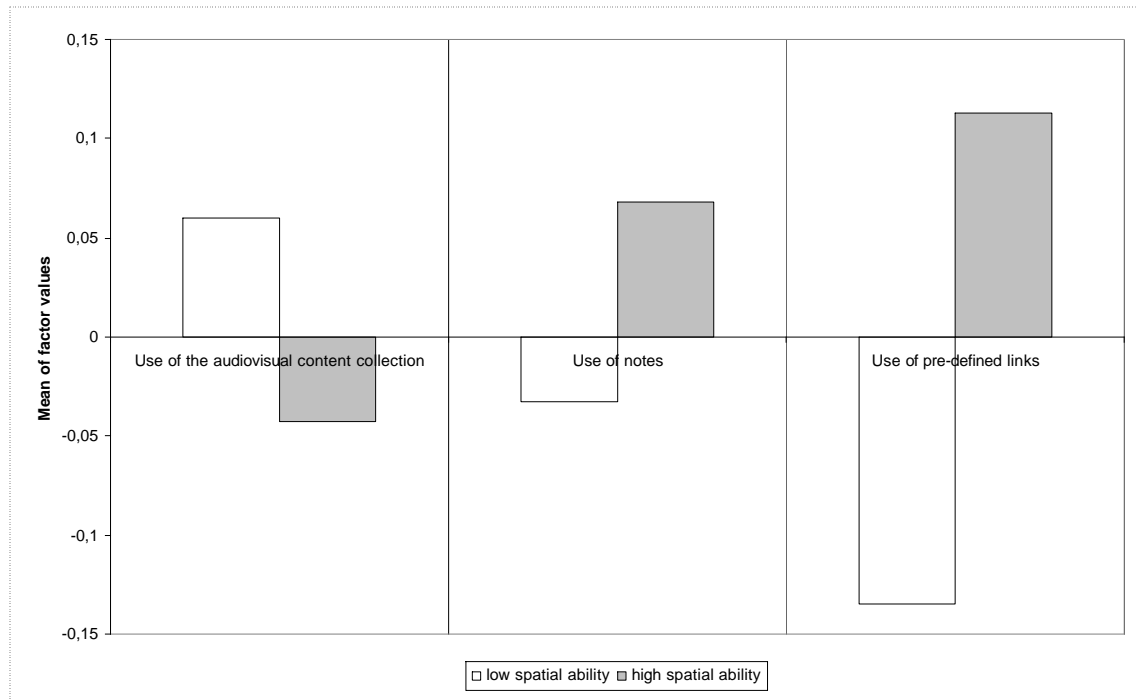 0,15
0,1
0,05
0
-0,05
-0,1
-0,15
Mean of factor values
Use of the audiovisual content collection
Use of notes
Use of pre-defined links
low spatial ability
high spatial ability